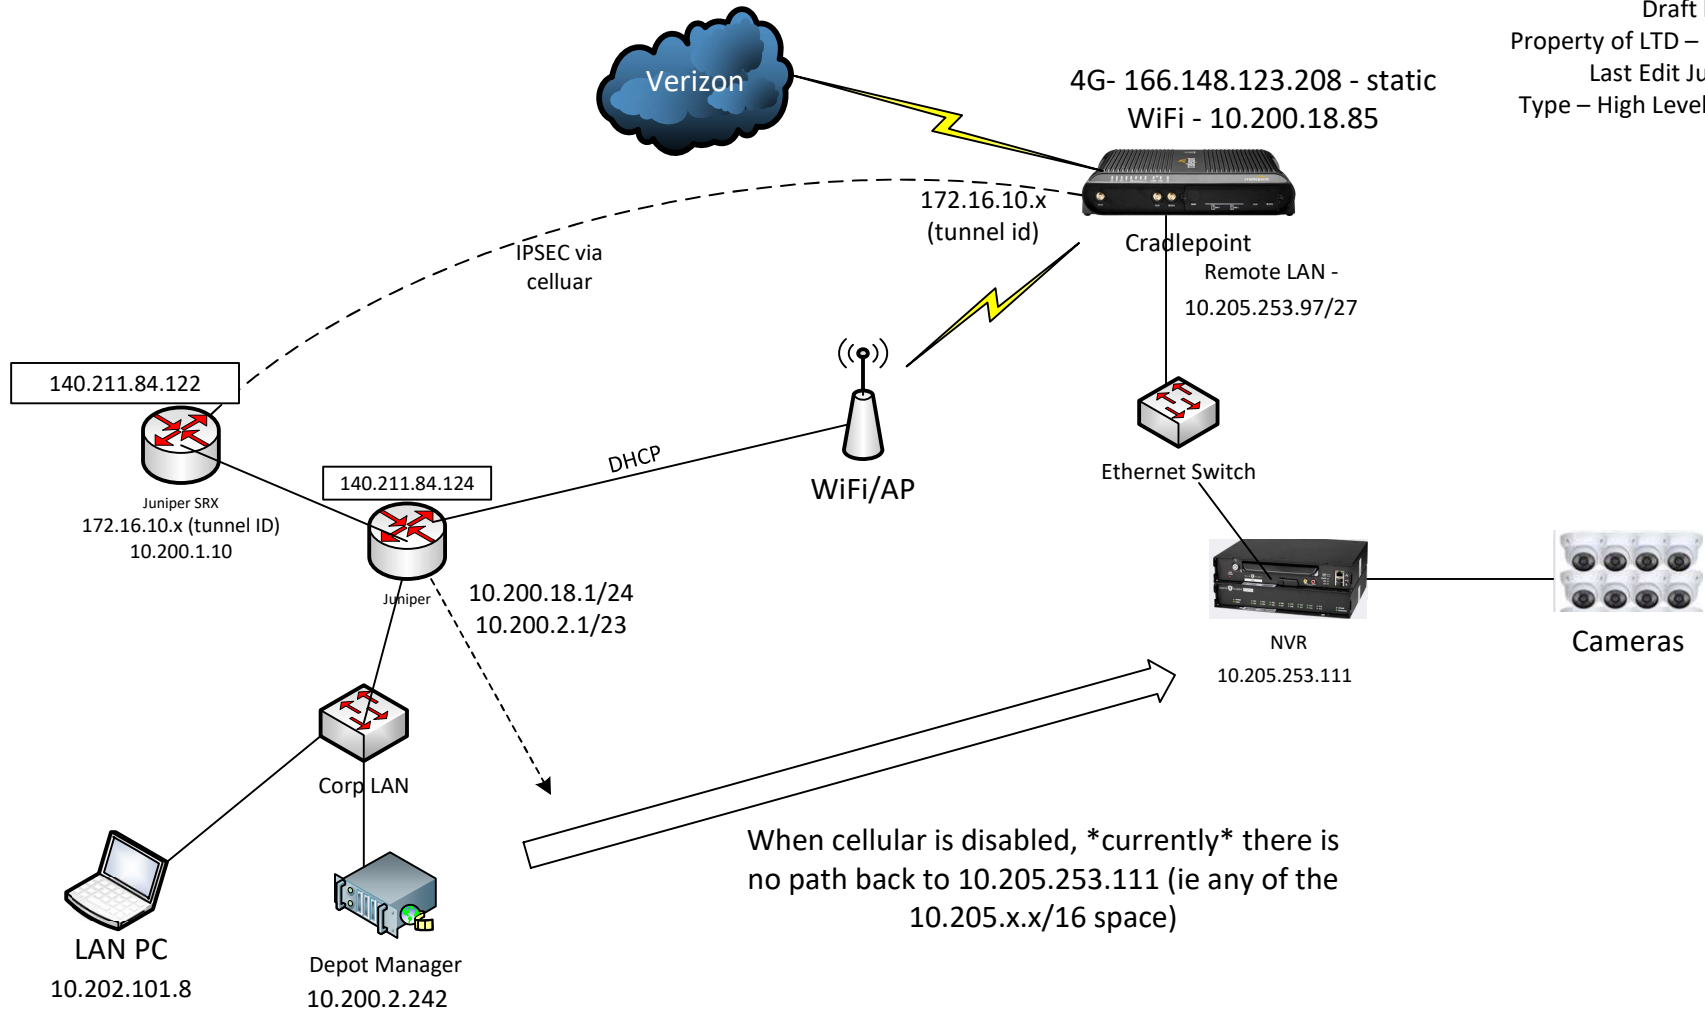 Draft
Property of LTD –
Last Edit Ju
Type – High Level
Verizon
4G- 166.148.123.208 - static
WiFi - 10.200.18.85
172.16.10.x
(tunnel id)
Cradlepoint
Remote LAN -
10.205.253.97/27
IPSEC via
celluar
140.211.84.122
Juniper SRX
172.16.10.x (tunnel ID)
10.200.1.10
140.211.84.124
DHCP
WiFi/AP
Ethernet Switch
Juniper
10.200.18.1/24
10.200.2.1/23
NVR
10.205.253.111
Cameras
Corp LAN
When cellular is disabled, *currently* there is
no path back to 10.205.253.111 (ie any of the
10.205.x.x/16 space)
LAN PC
10.202.101.8
Depot Manager
10.200.2.242